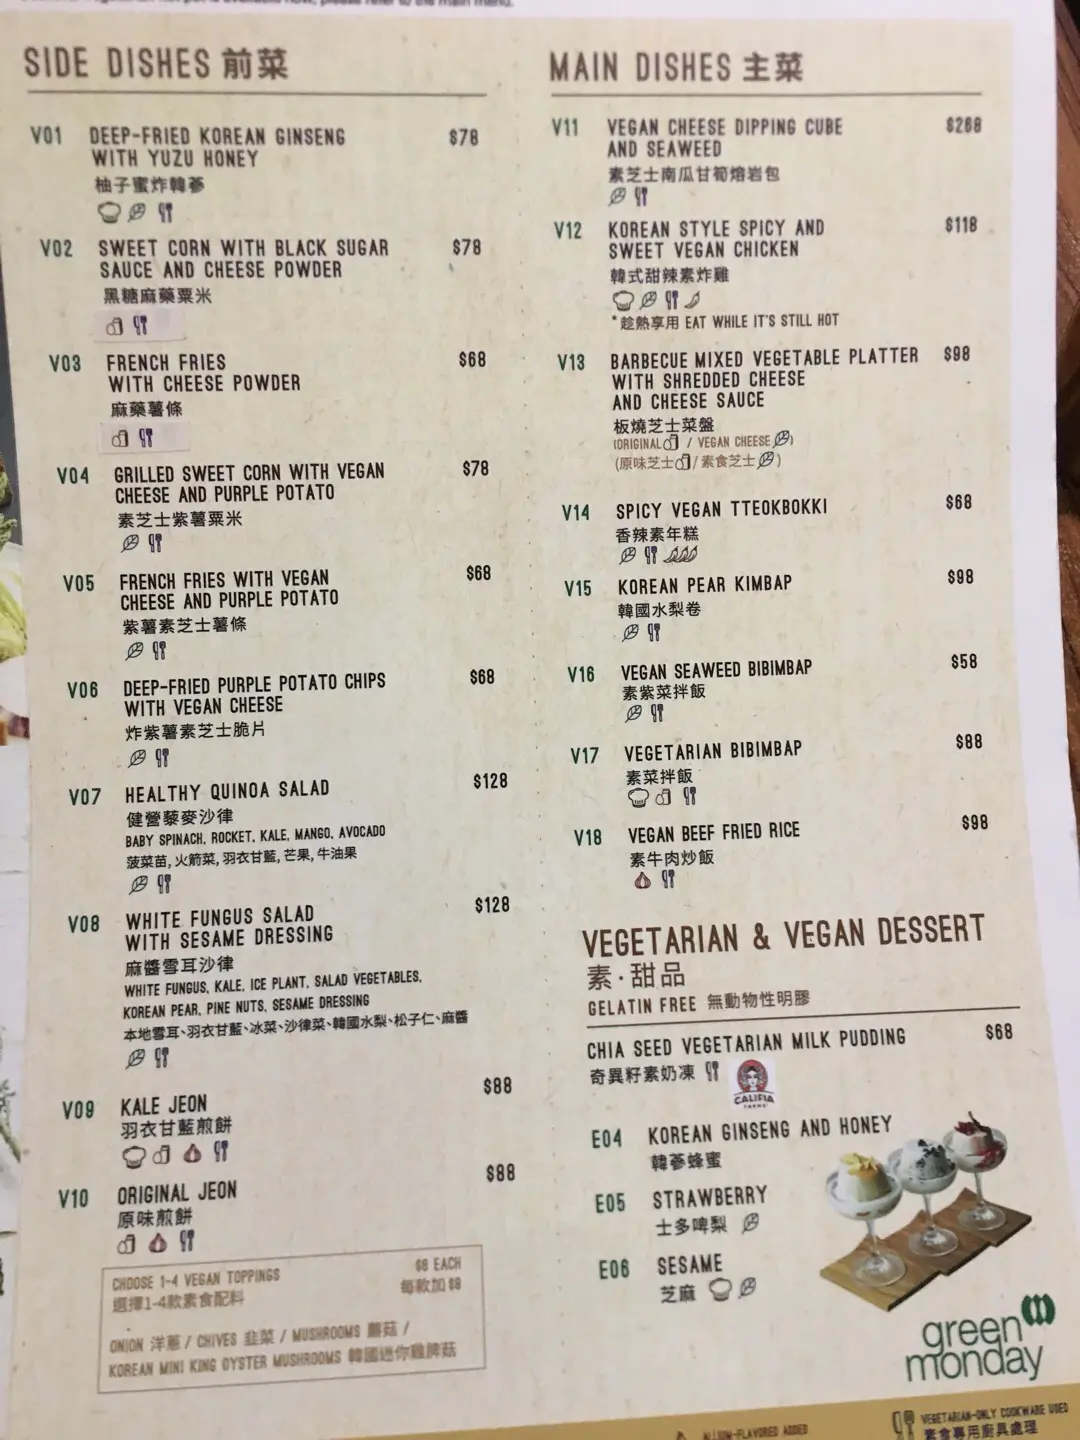 SIDE DISHES 前菜
V01 DEEP-FRIED KOREAN GINSENG $78
WITH YUZU HONEY
柚子蜜炸韓蔘
V02 SWEET CORN WITH BLACK SUGAR $78
SAUCE AND CHEESE POWDER
黑糖麻藥粟米
V03 FRENCH FRIES $68
WITH CHEESE POWDER
麻藥薯條
V04 GRILLED SWEET CORN WITH VEGAN $78
CHEESE AND PURPLE POTATO
素芝士紫薯粟米
V05 FRENCH FRIES WITH VEGAN $68
CHEESE AND PURPLE POTATO
紫薯素芝士薯條
V06 DEEP-FRIED PURPLE POTATO CHIPS $68
WITH VEGAN CHEESE
炸紫薯素芝士脆片
V07 HEALTHY QUINOA SALAD $128
健營藜麥沙律
BABY SPINACH, ROCKET, KALE, MANGO, AVOCADO
菠菜苗, 火箭菜, 羽衣甘藍, 芒果, 牛油果
V08 WHITE FUNGUS SALAD $128
WITH SESAME DRESSING
麻醬雪耳沙律
WHITE FUNGUS, KALE, ICE PLANT, SALAD VEGETABLES,
KOREAN PEAR, PINE NUTS, SESAME DRESSING
本地雪耳、羽衣甘藍、冰菜、沙律菜、韓國水梨、松子仁、麻醬
V09 KALE JEON $88
羽衣甘藍煎餅
V10 ORIGINAL JEON $88
原味煎餅
CHOOSE 1-4 VEGAN TOPPINGS $8 EACH
選擇1-4款素食配料 每款加 $8
ONION 洋蔥 / CHIVES 韭菜 / MUSHROOMS 蘑菇 /
KOREAN MINI KING OYSTER MUSHROOMS 韓國迷你雞脾菇
MAIN DISHES 主菜
V11 VEGAN CHEESE DIPPING CUBE $268
AND SEAWEED
素芝士南瓜甘筍熔岩包
V12 KOREAN STYLE SPICY AND $118
SWEET VEGAN CHICKEN
韓式甜辣素炸雞
*趁熱享用 EAT WHILE IT'S STILL HOT
V13 BARBECUE MIXED VEGETABLE PLATTER $98
WITH SHREDDED CHEESE
AND CHEESE SAUCE
板燒芝士菜盤
(ORIGINAL / VEGAN CHEESE )
(原味芝士 / 素食芝士 )
V14 SPICY VEGAN TTEOKBOKKI $68
香辣素年糕
V15 KOREAN PEAR KIMBAP $98
韓國水梨卷
V16 VEGAN SEAWEED BIBIMBAP $58
素紫菜拌飯
V17 VEGETARIAN BIBIMBAP $88
素菜拌飯
V18 VEGAN BEEF FRIED RICE $98
素牛肉炒飯
VEGETARIAN & VEGAN DESSERT
素·甜品
GELATIN FREE 無動物性明膠
CHIA SEED VEGETARIAN MILK PUDDING $68
奇異籽素奶凍
CALIFIA
FARMS
E04 KOREAN GINSENG AND HONEY
韓蔘蜂蜜
E05 STRAWBERRY
士多啤梨
E06 SESAME
芝麻
green
monday
ALLIUM-FLAVORED ADDED
VEGETARIAN-ONLY COOKWARE USED
素食專用廚具處理